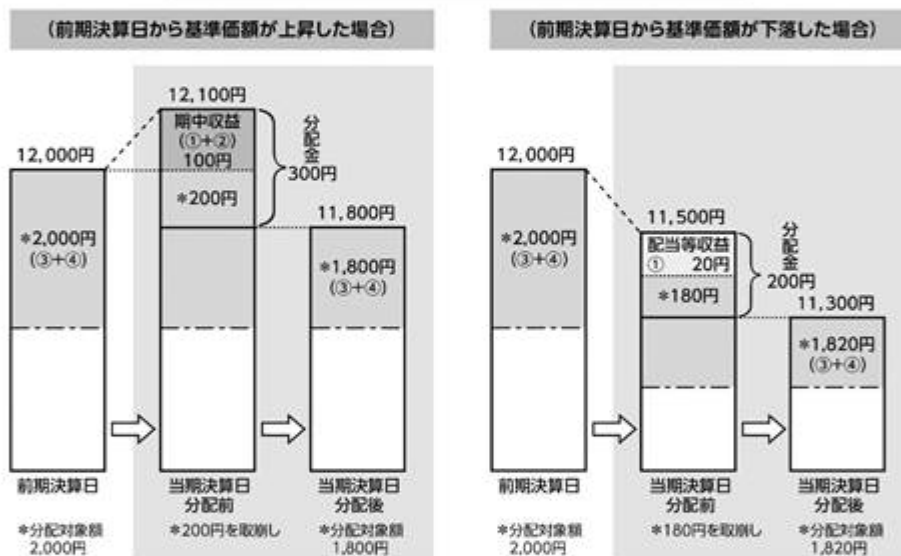 (前期決算日から基準価額が上昇した場合)
12,000円
*2,000円
(③+④)
前期決算日
*分配対象額
2,000円
12,100円
期中収益
(①+②)
100円
*200円
分配金
300円
当期決算日
分配前
*200円を取崩し
11,800円
*1,800円
(③+④)
当期決算日
分配後
*分配対象額
1,800円
(前期決算日から基準価額が下落した場合)
12,000円
*2,000円
(③+④)
前期決算日
*分配対象額
2,000円
11,500円
配当等収益
① 20円
*180円
分配金
200円
当期決算日
分配前
*180円を取崩し
11,300円
*1,820円
(③+④)
当期決算日
分配後
*分配対象額
1,820円